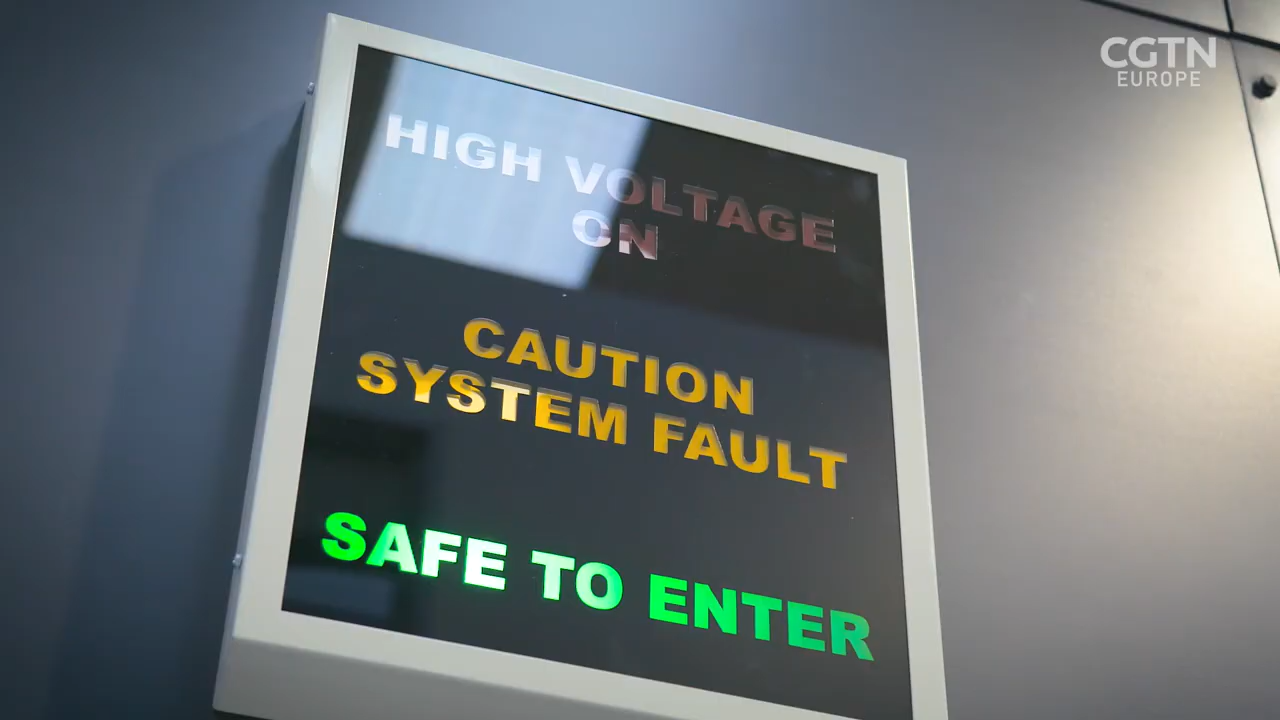 CGTN
EUROPE
HIGH VOLTAGE
ON
CAUTION
SYSTEM FAULT
SAFE TO ENTER